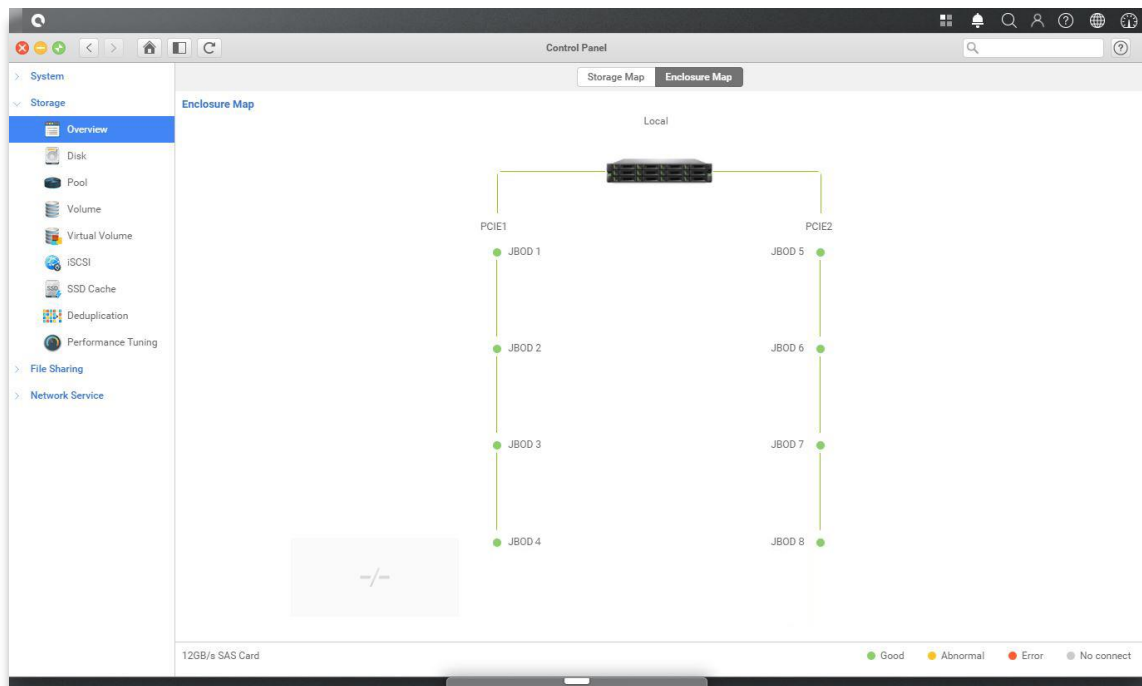 Control Panel
System
Storage
Overview
Disk
Pool
Volume
Virtual Volume
iSCSI
SSD Cache
Deduplication
Performance Tuning
File Sharing
Network Service
Storage Map Enclosure Map
Enclosure Map
Local
PCIE1 PCIE2
JBOD 1 JBOD 5
JBOD 2 JBOD 6
JBOD 3 JBOD 7
JBOD 4 JBOD 8
-/-
12GB/s SAS Card Good Abnormal Error No connect